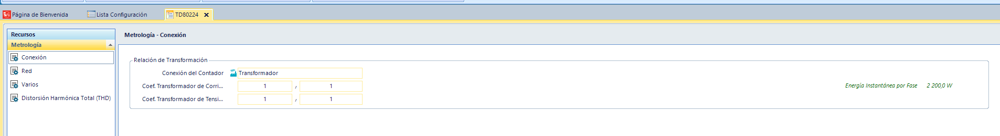 Página de Bienvenida
Lista Configuración
TD80224
Recursos
Metrología
Conexión
Red
Varios
Distorsión Harmónica Total (THD)
Metrología - Conexión
Relación de Transformación
Conexión del Contador Transformador
Coef. Transformador de Corri... 1 / 1
Energía Instantánea por Fase 2 200,0 W
Coef. Transformador de Tensi... 1 / 1